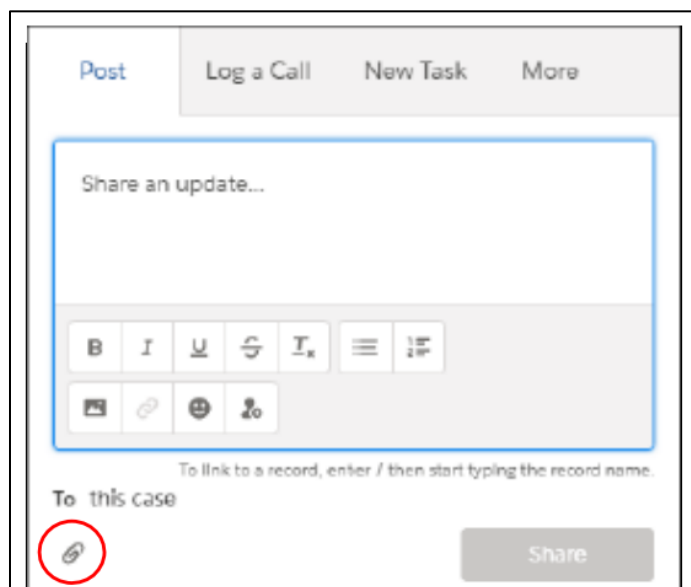 Post Log a Call New Task More
Share an update...
B I U S Tx
To link to a record, enter / then start typing the record name.
To this case
Share